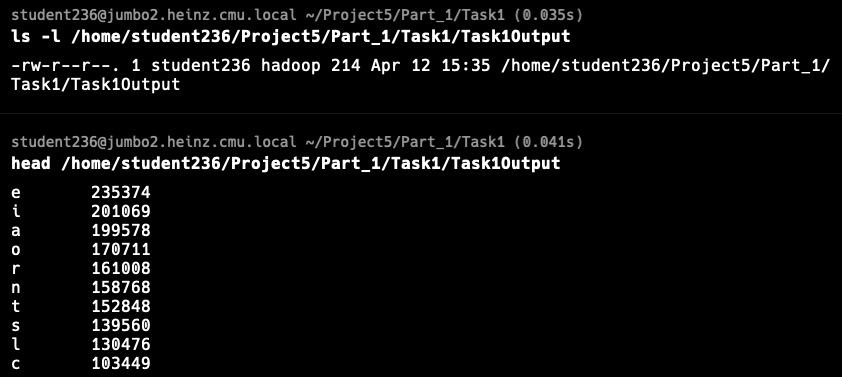 student236@jumbo2.heinz.cmu.local ~/Project5/Part_1/Task1 (0.035s)
ls -l /home/student236/Project5/Part_1/Task1/Task1Output
-rw-r--r--. 1 student236 hadoop 214 Apr 12 15:35 /home/student236/Project5/Part_1/
Task1/Task1Output
student236@jumbo2.heinz.cmu.local ~/Project5/Part_1/Task1 (0.041s)
head /home/student236/Project5/Part_1/Task1/Task1Output
e 235374
i 201069
a 199578
o 170711
r 161008
n 158768
t 152848
s 139560
l 130476
c 103449